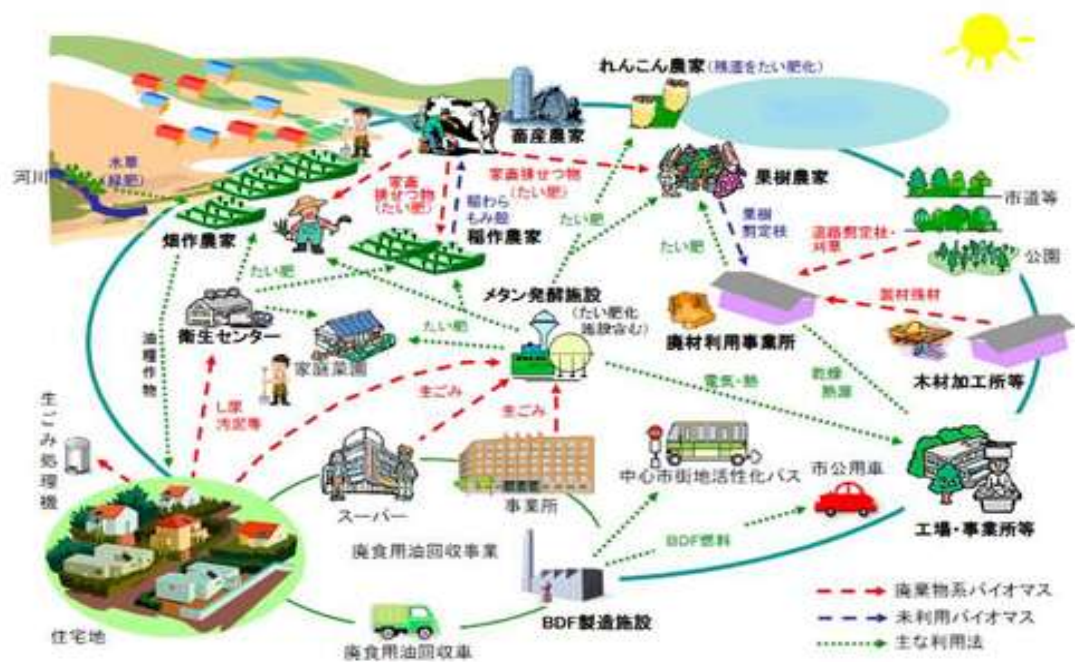 れんこん農家(残渣をたい肥化)
畜産農家
河川
水草
(緑肥)
家畜
排せつ物
(たい肥)
家畜排せつ物
(たい肥)
稲わら
もみ殻
稲作農家
畑作農家
たい肥
果樹農家
果樹
剪定枝
たい肥
市道等
道路剪定枝・
刈草
公園
たい肥
メタン発酵施設
(たい肥化
施設含む)
衛生センター
たい肥
家庭菜園
油糧作物
廃材利用事業所
製材残材
木材加工所等
し尿
汚泥等
生ごみ
生ごみ
電気・熱
乾燥
熱源
生ごみ処理機
スーパー
事業所
中心市街地活性化バス
市公用車
工場・事業所等
廃食用油回収事業
BDF燃料
BDF製造施設
住宅地
廃食用油回収車
廃棄物系バイオマス
未利用バイオマス
主な利用法